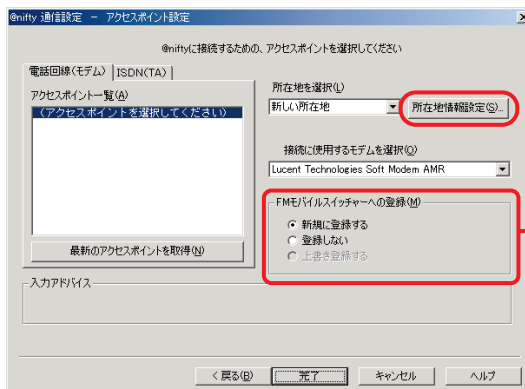 @nifty 通信設定 － アクセスポイント設定
@niftyに接続するための、アクセスポイントを選択してください
電話回線(モデム)
ISDN(TA)
アクセスポイント一覧(A)
(アクセスポイントを選択してください)
最新のアクセスポイントを取得(N)
所在地を選択(L)
新しい所在地
所在地情報設定(S)...
接続に使用するモデムを選択(O)
Lucent Technologies Soft Modem AMR
FMモバイルスイッチャーへの登録(M)
新規に登録する
登録しない
上書き登録する
入力アドバイス
< 戻る(B)
完了
キャンセル
ヘルプ